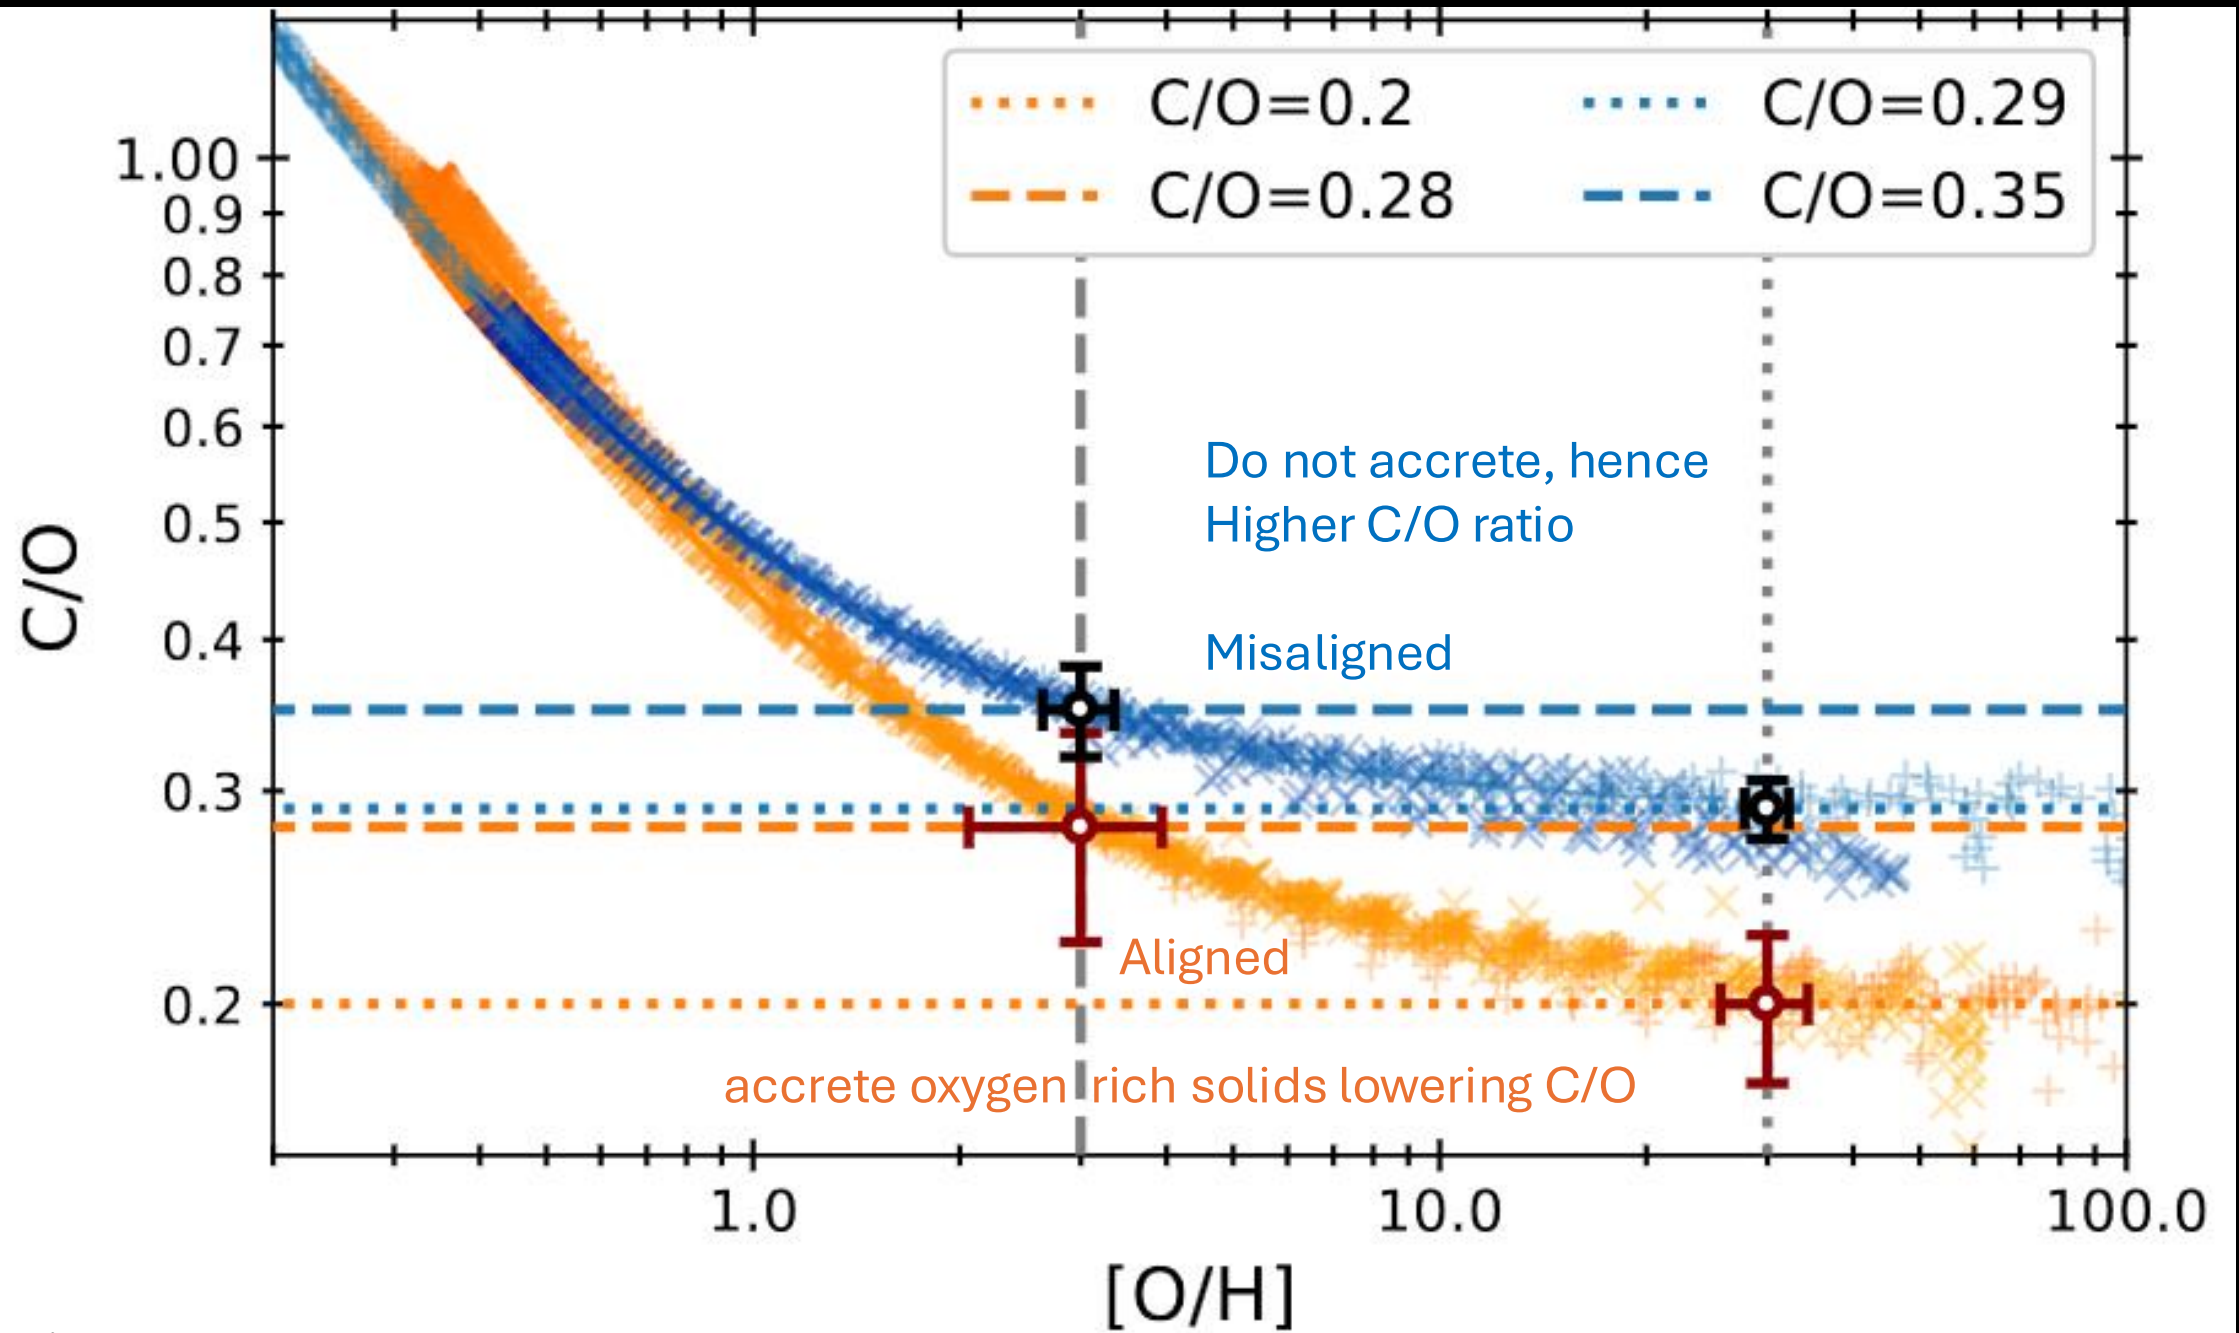 C/O=0.2
C/O=0.29
C/O=0.28
C/O=0.35
1.00
0.9
0.8
0.7
0.6
0.5
0.4
0.3
0.2
C/O
Do not accrete, hence
Higher C/O ratio
Misaligned
Aligned
accrete oxygen rich solids lowering C/O
1.0
10.0
100.0
[O/H]